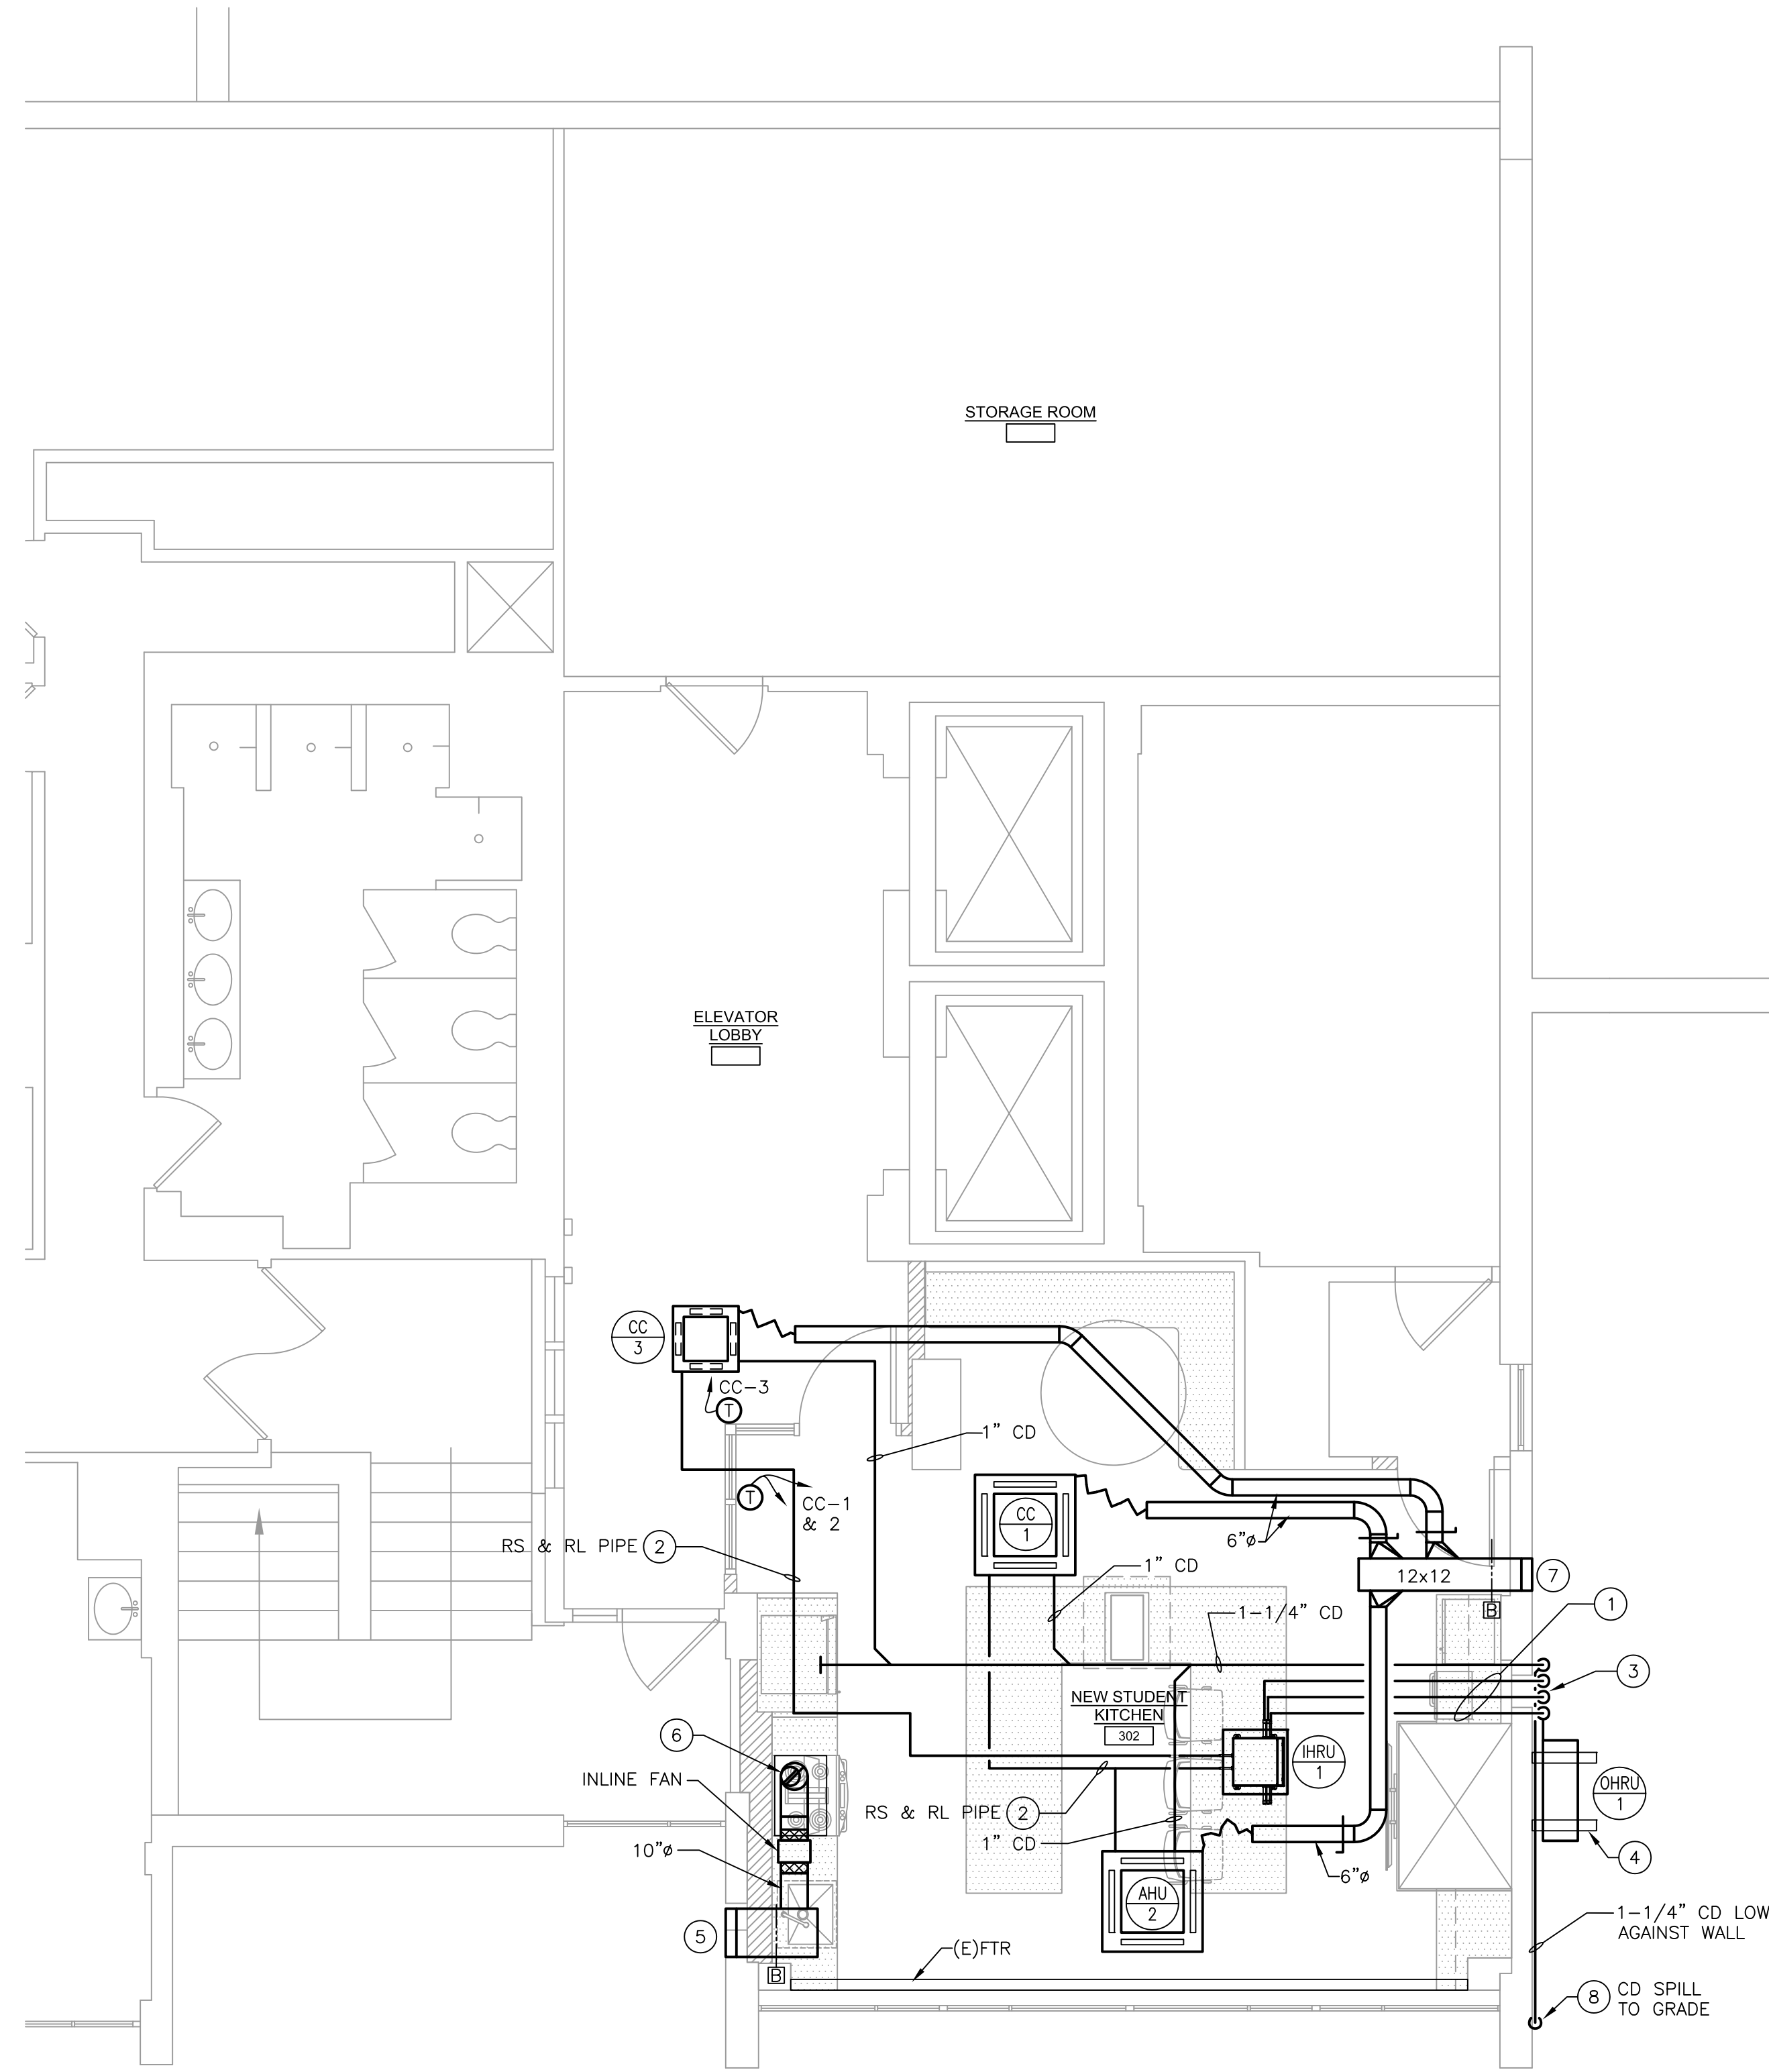 STORAGE ROOM
ELEVATOR
LOBBY
CC
3
CC-3
T
1" CD
CC
1
T
CC-1
& 2
6"ø
RS & RL PIPE 2
1" CD
12x12
7
B
1
1-1/4" CD
3
NEW STUDENT
KITCHEN
302
6
IHRU
1
INLINE FAN
OHRU
1
RS & RL PIPE 2
1" CD
10"ø
4
6"ø
AHU
2
5
1-1/4" CD LOW
AGAINST WALL
(E)FTR
B
8
CD SPILL
TO GRADE